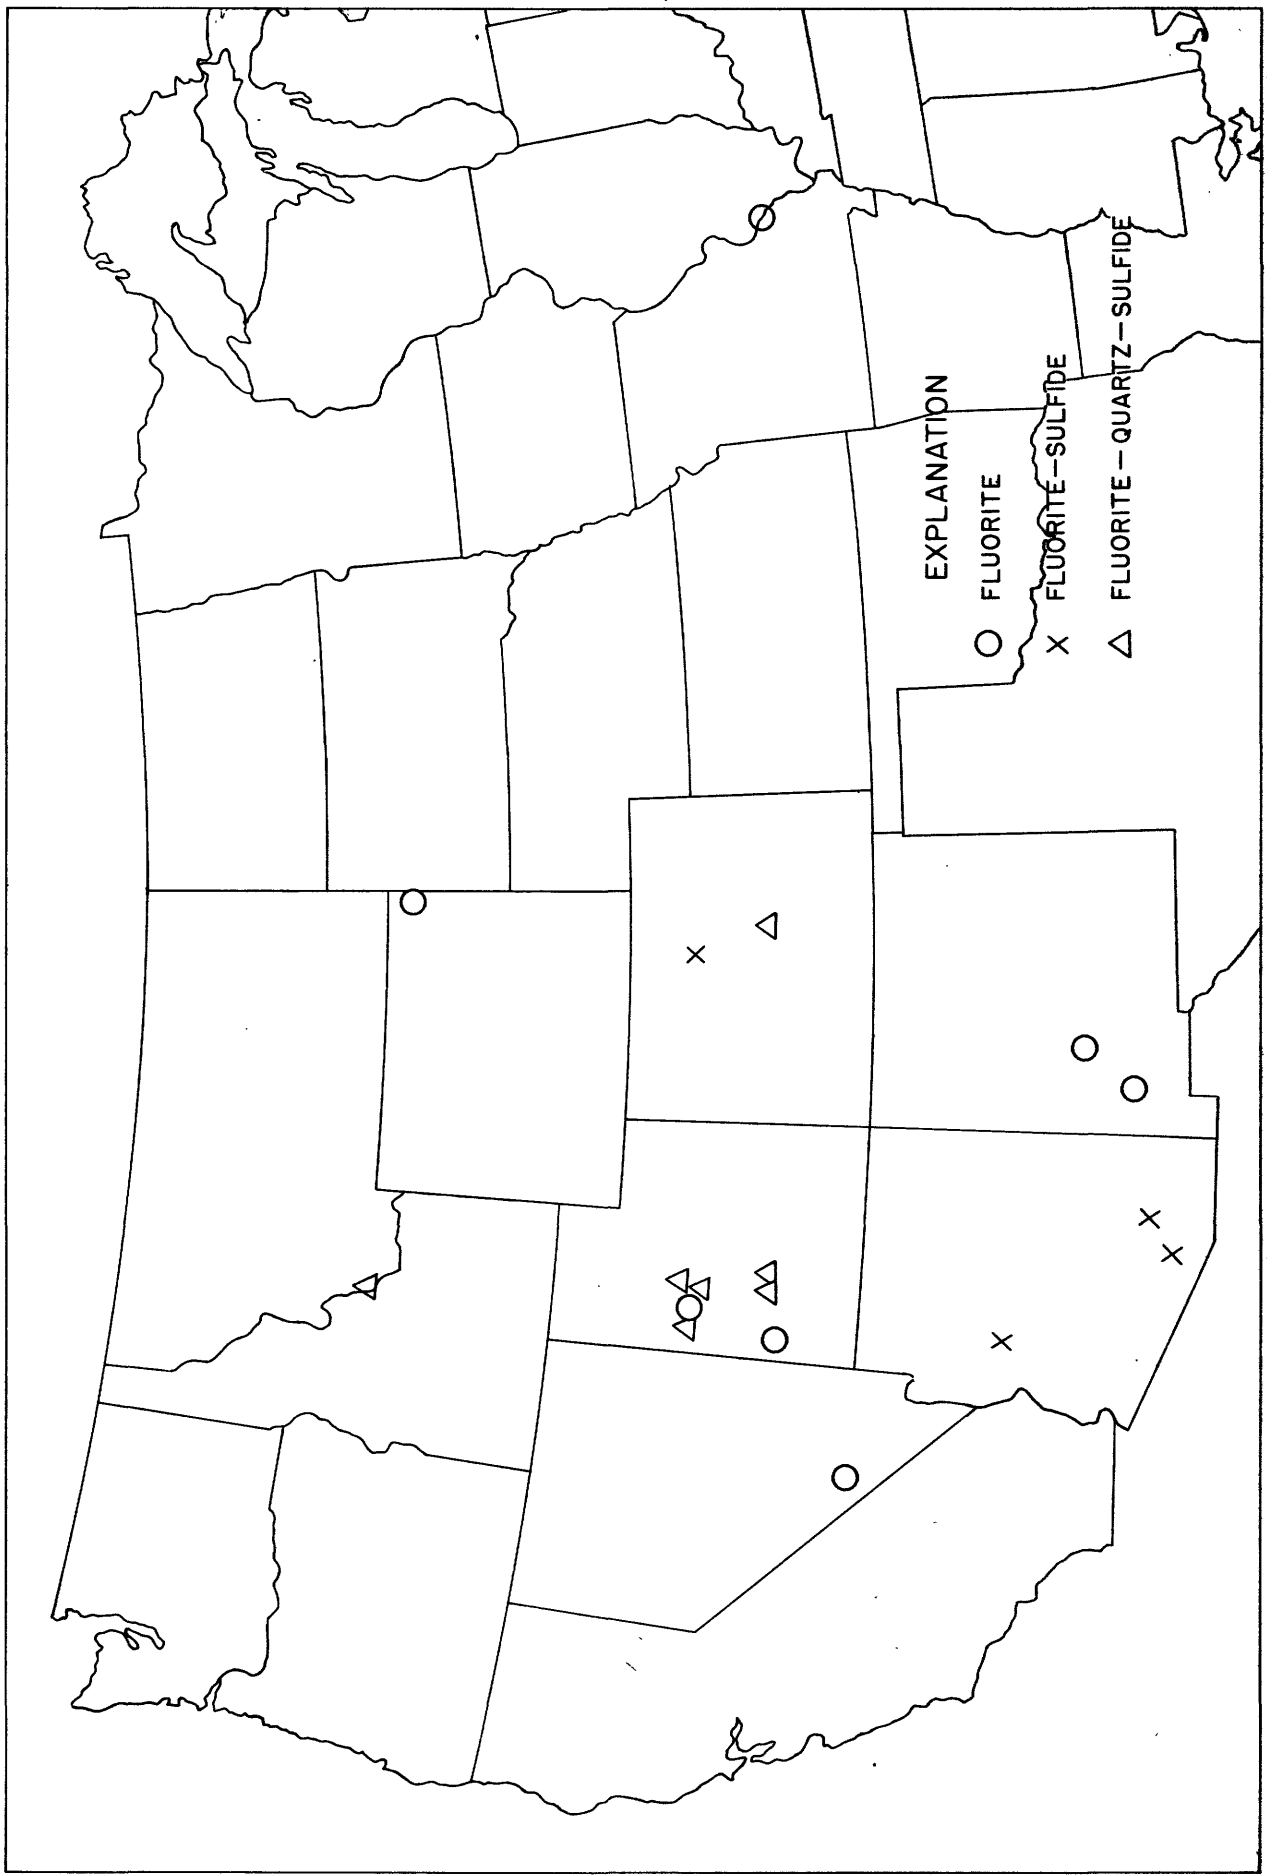 EXPLANATION
○ FLUORITE
× FLUORITE—SULFIDE
△ FLUORITE—QUARTZ—SULFIDE